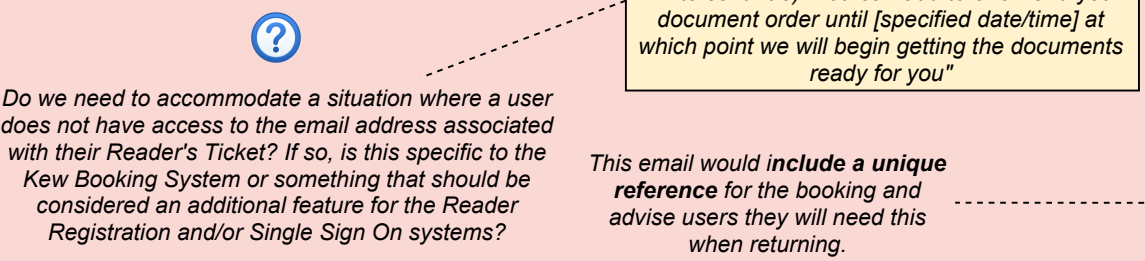 document order until [specified date/time] at
which point we will begin getting the documents
ready for you"
?
Do we need to accommodate a situation where a user
does not have access to the email address associated
with their Reader's Ticket? If so, is this specific to the
Kew Booking System or something that should be
considered an additional feature for the Reader
Registration and/or Single Sign On systems?
This email would include a unique
reference for the booking and
advise users they will need this
when returning.